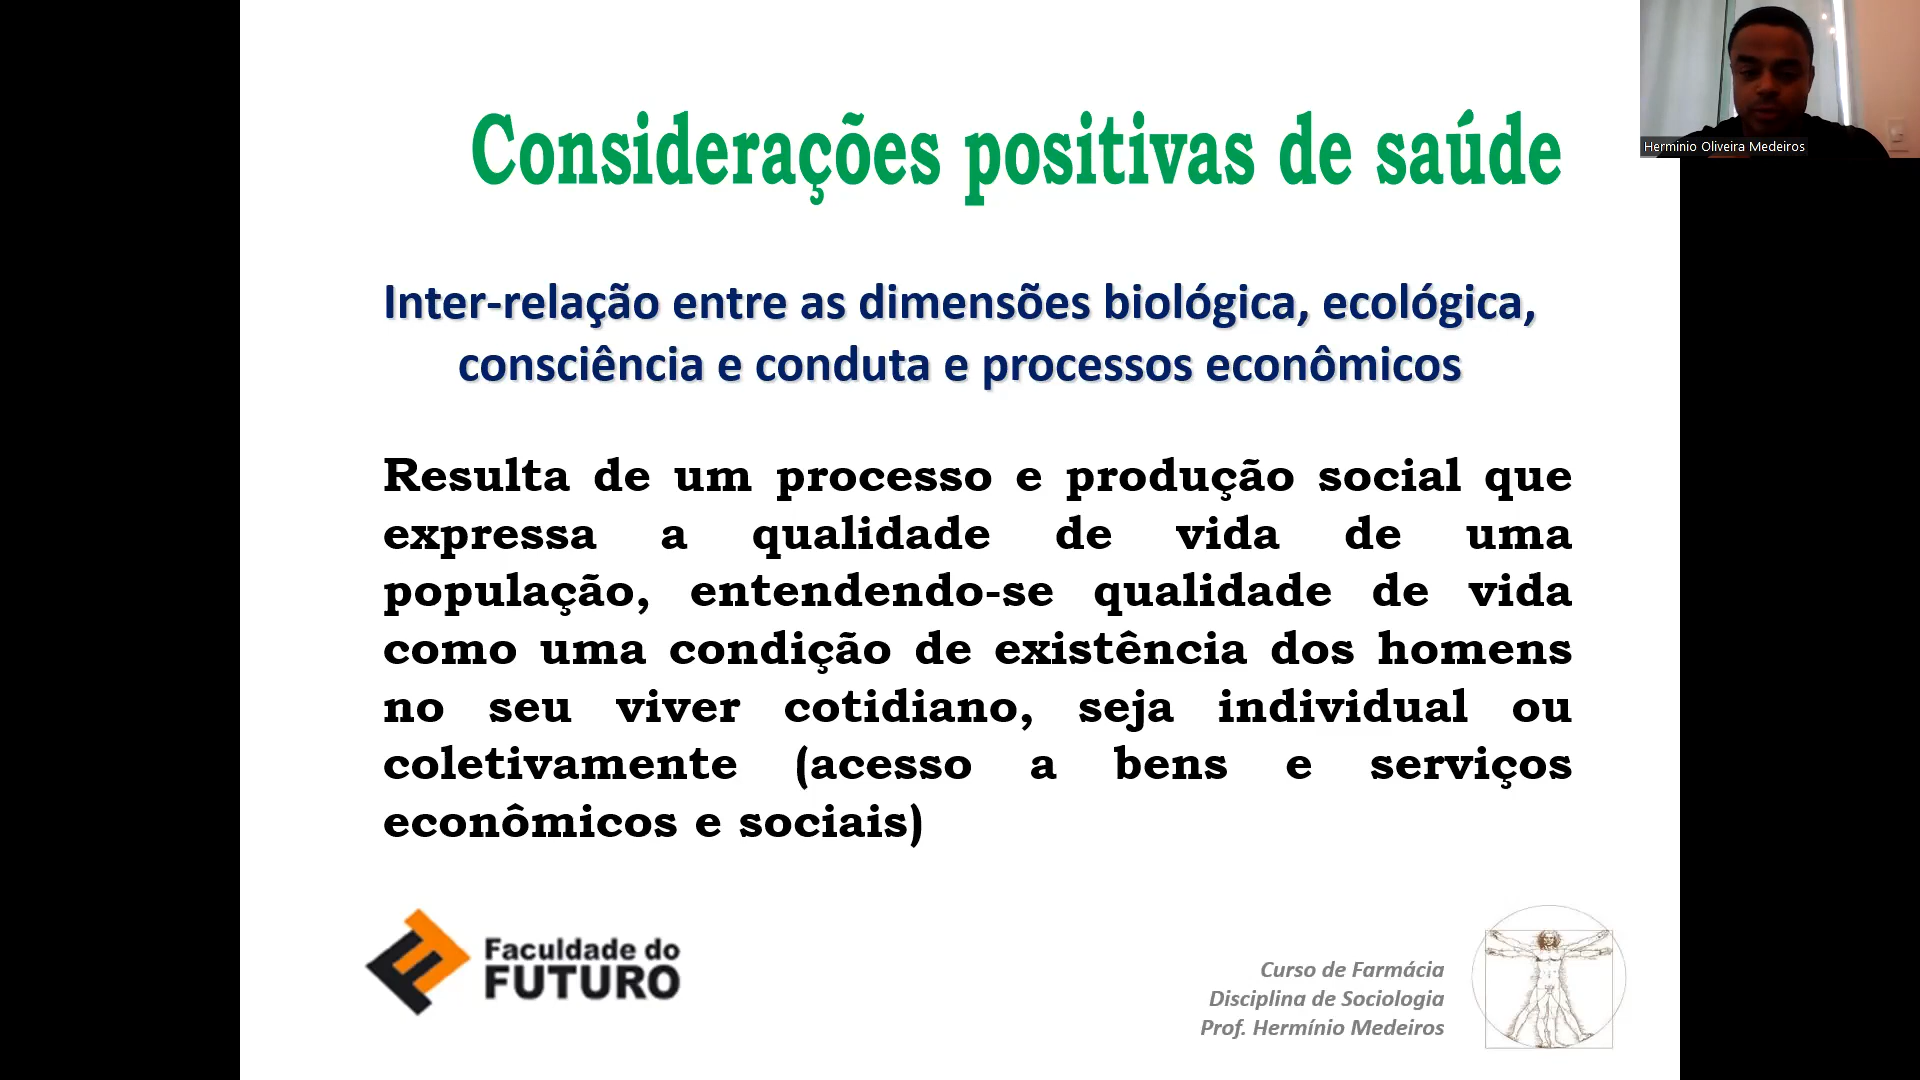 Considerações positivas de saúde
Herminio Oliveira Medeiros
Inter-relação entre as dimensões biológica, ecológica,
consciência e conduta e processos econômicos
Resulta de um processo e produção social que
expressa a qualidade de vida de uma
população, entendendo-se qualidade de vida
como uma condição de existência dos homens
no seu viver cotidiano, seja individual ou
coletivamente (acesso a bens e serviços
econômicos e sociais)
Faculdade do
FUTURO
Curso de Farmácia
Disciplina de Sociologia
Prof. Hermínio Medeiros